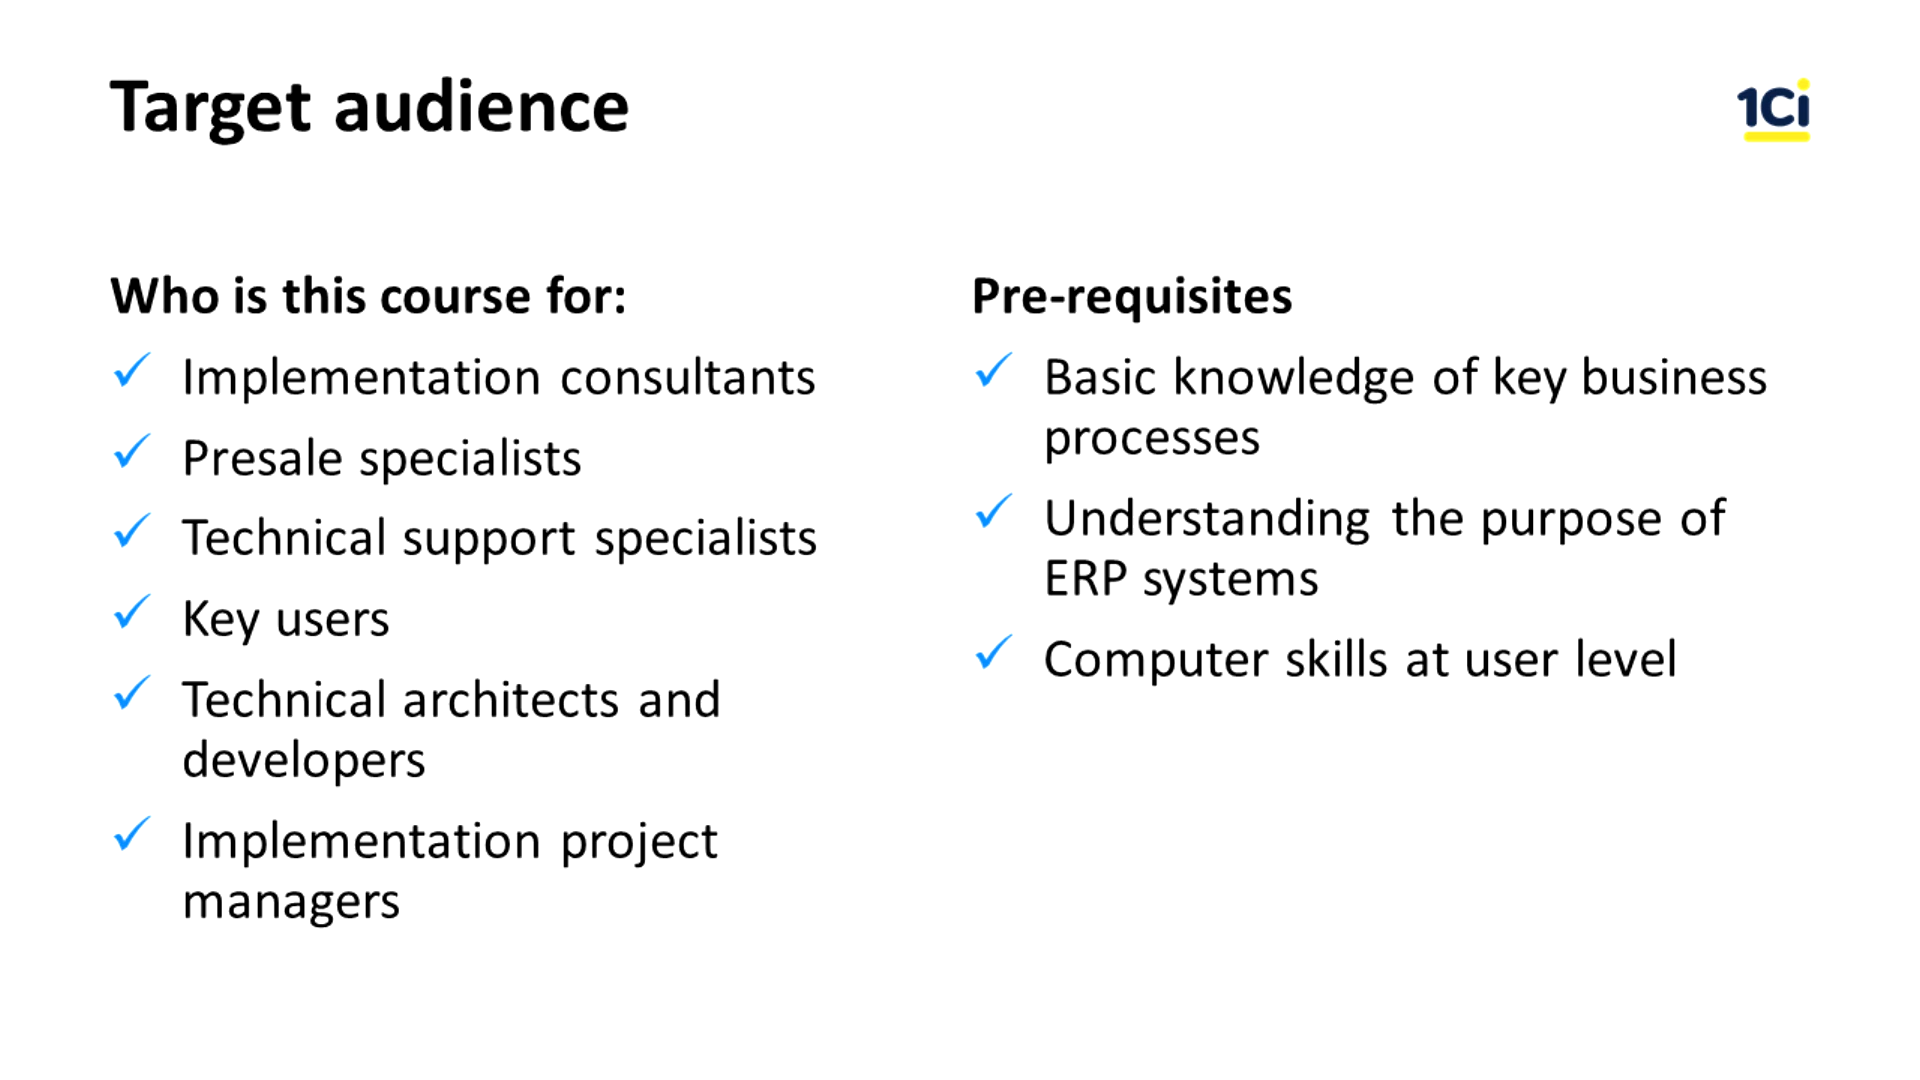 Target audience
1Ci
Who is this course for:
Implementation consultants
Presale specialists
Technical support specialists
Key users
Technical architects and
developers
Implementation project
managers
Pre-requisites
Basic knowledge of key business
processes
Understanding the purpose of
ERP systems
Computer skills at user level